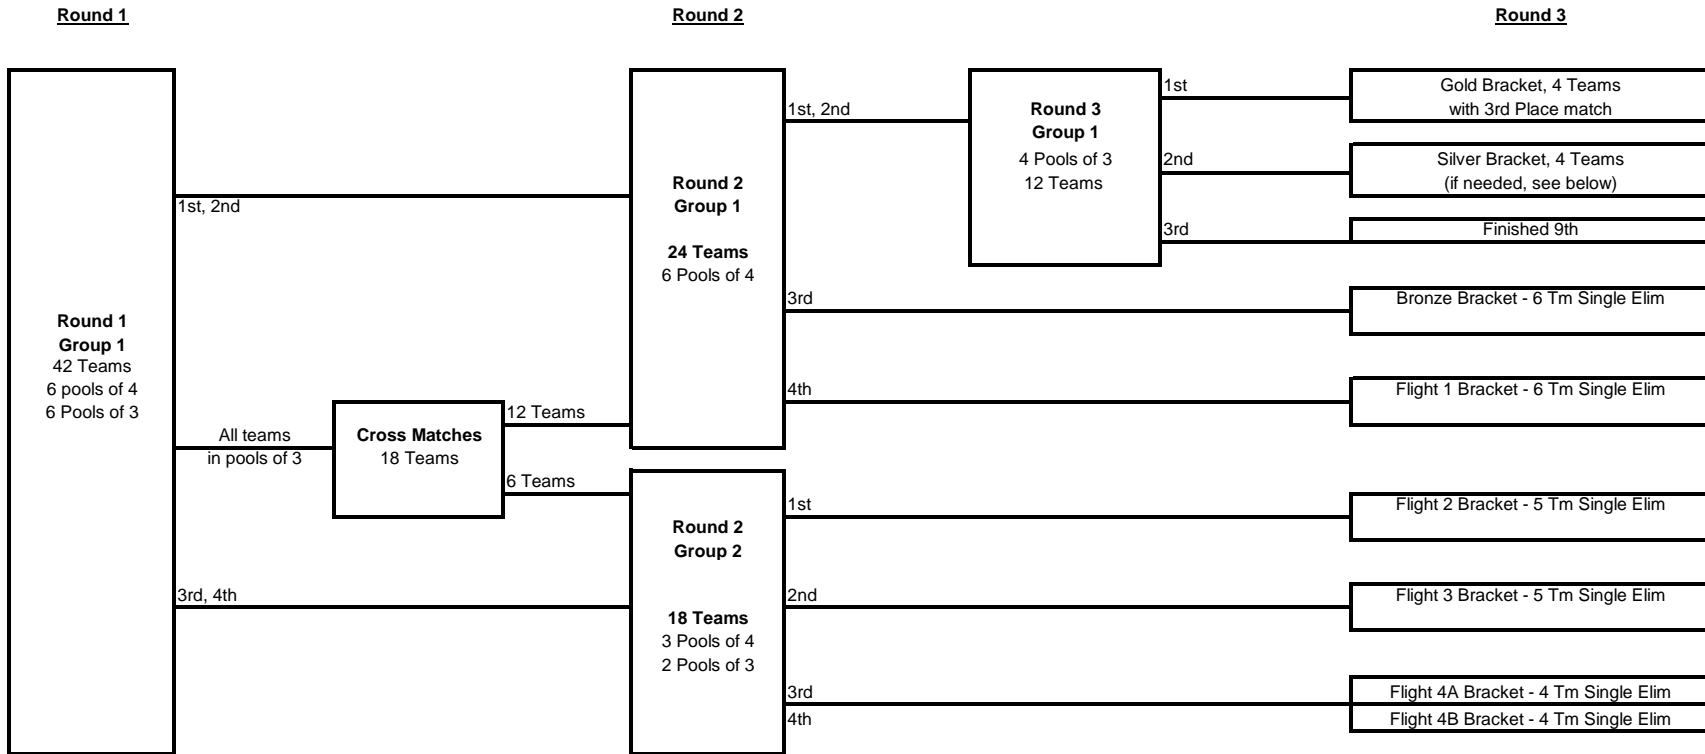 Round 1
Round 2
Round 3
Round 1
Group 1
42 Teams
6 pools of 4
6 Pools of 3
1st, 2nd
All teams
in pools of 3
3rd, 4th
Cross Matches
18 Teams
12 Teams
6 Teams
Round 2
Group 1
24 Teams
6 Pools of 4
Round 2
Group 2
18 Teams
3 Pools of 4
2 Pools of 3
1st, 2nd
3rd
4th
1st
2nd
3rd
4th
Round 3
Group 1
4 Pools of 3
12 Teams
1st
2nd
3rd
Gold Bracket, 4 Teams
with 3rd Place match
Silver Bracket, 4 Teams
(if needed, see below)
Finished 9th
Bronze Bracket - 6 Tm Single Elim
Flight 1 Bracket - 6 Tm Single Elim
Flight 2 Bracket - 5 Tm Single Elim
Flight 3 Bracket - 5 Tm Single Elim
Flight 4A Bracket - 4 Tm Single Elim
Flight 4B Bracket - 4 Tm Single Elim